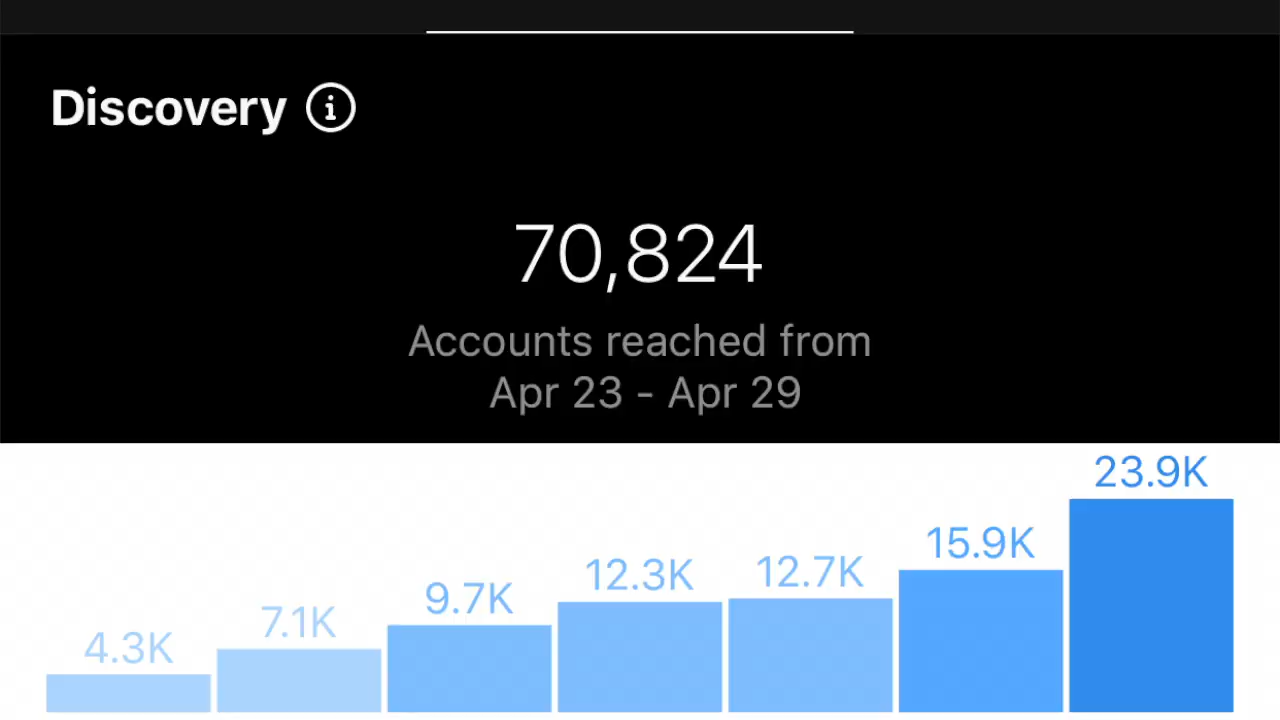 Discovery
70,824
Accounts reached from
Apr 23 - Apr 29
4.3K
7.1K
9.7K
12.3K
12.7K
15.9K
23.9K